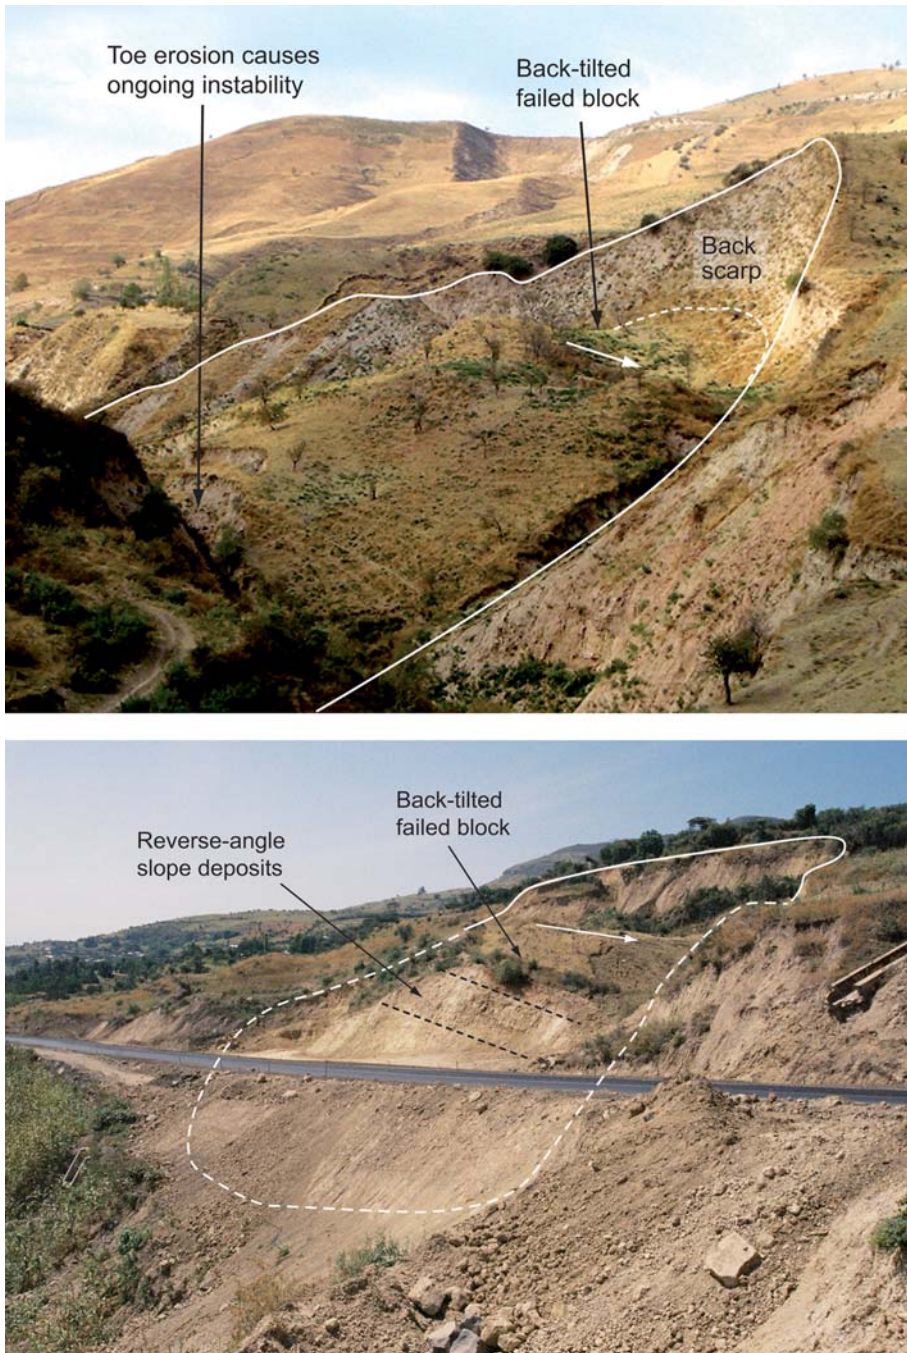 Toe erosion causes
ongoing instability
Back-tilted
failed block
Back
scarp
Back-tilted
failed block
Reverse-angle
slope deposits